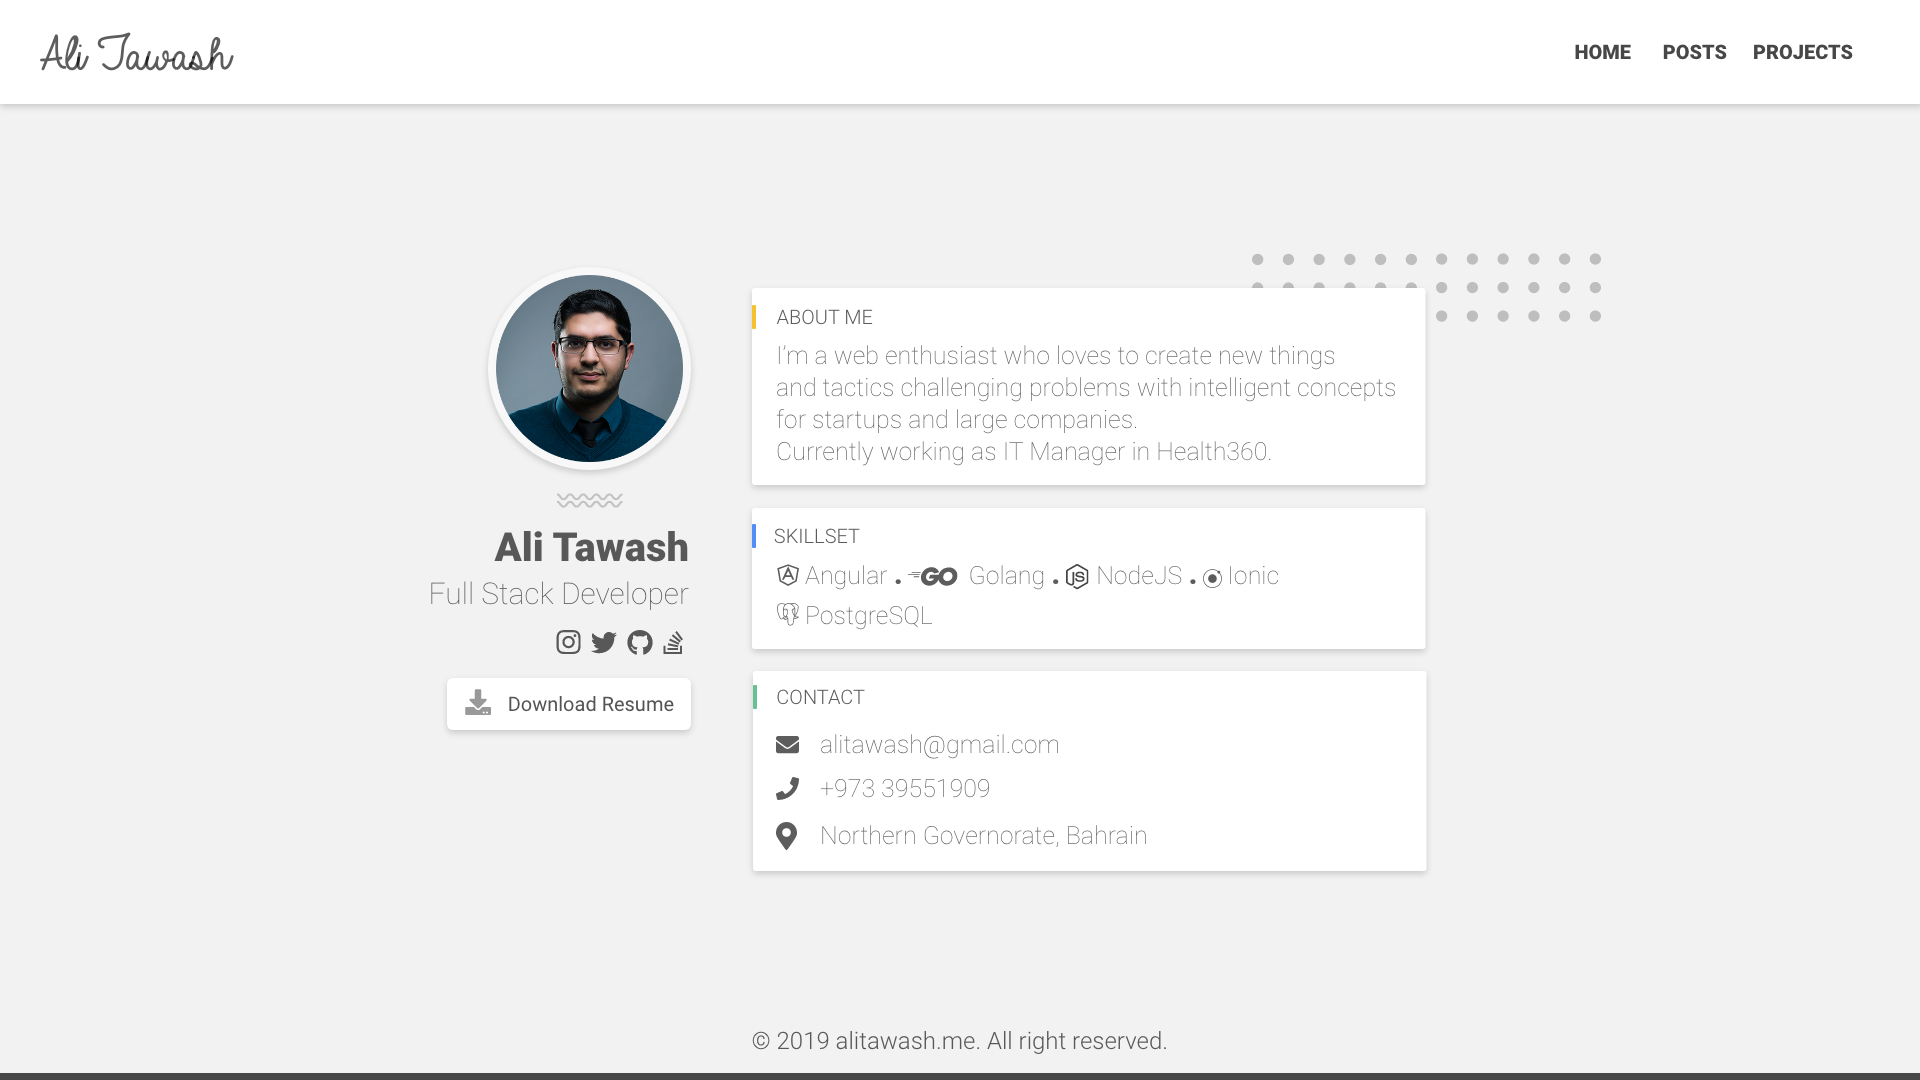 Ali Tawash
HOME POSTS PROJECTS
Ali Tawash
Full Stack Developer
Download Resume
ABOUT ME
I'm a web enthusiast who loves to create new things
and tactics challenging problems with intelligent concepts
for startups and large companies.
Currently working as IT Manager in Health360.
SKILLSET
Angular . GO Golang . JS NodeJS . Ionic
PostgreSQL
CONTACT
alitawash@gmail.com
+973 39551909
Northern Governorate, Bahrain
© 2019 alitawash.me. All right reserved.